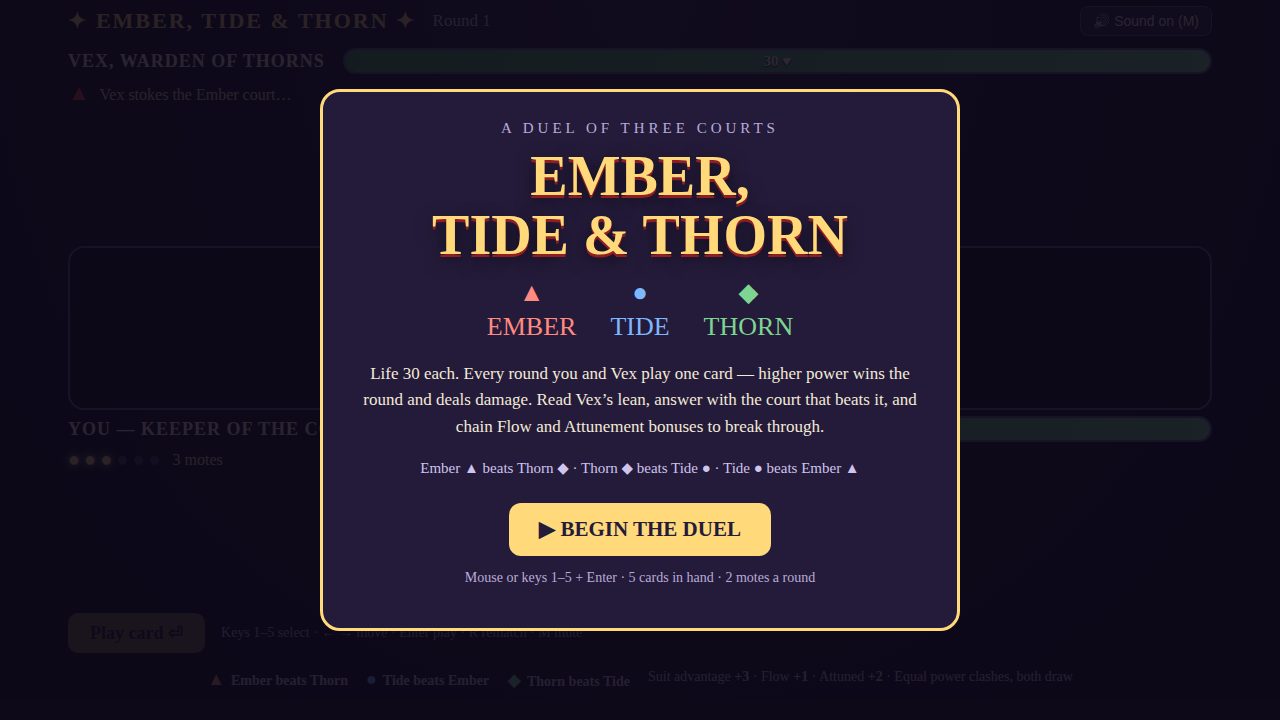 ✦ EMBER, TIDE & THORN ✦ Round 1
🔊 Sound on (M)
VEX, WARDEN OF THORNS
30 ♥
▲ Vex stokes the Ember court…
A DUEL OF THREE COURTS
EMBER,
TIDE & THORN
▲ ● ◆
EMBER TIDE THORN
Life 30 each. Every round you and Vex play one card — higher power wins the
round and deals damage. Read Vex’s lean, answer with the court that beats it, and
chain Flow and Attunement bonuses to break through.
Ember ▲ beats Thorn ◆ · Thorn ◆ beats Tide ● · Tide ● beats Ember ▲
▶ BEGIN THE DUEL
Mouse or keys 1–5 + Enter · 5 cards in hand · 2 motes a round
YOU — KEEPER OF THE
3 motes
Play card ⏎
Keys 1–5 select · ← → move · Enter play · R rematch · M mute
▲ Ember beats Thorn ● Tide beats Ember ◆ Thorn beats Tide
Suit advantage +3 · Flow +1 · Attuned +2 · Equal power clashes, both draw